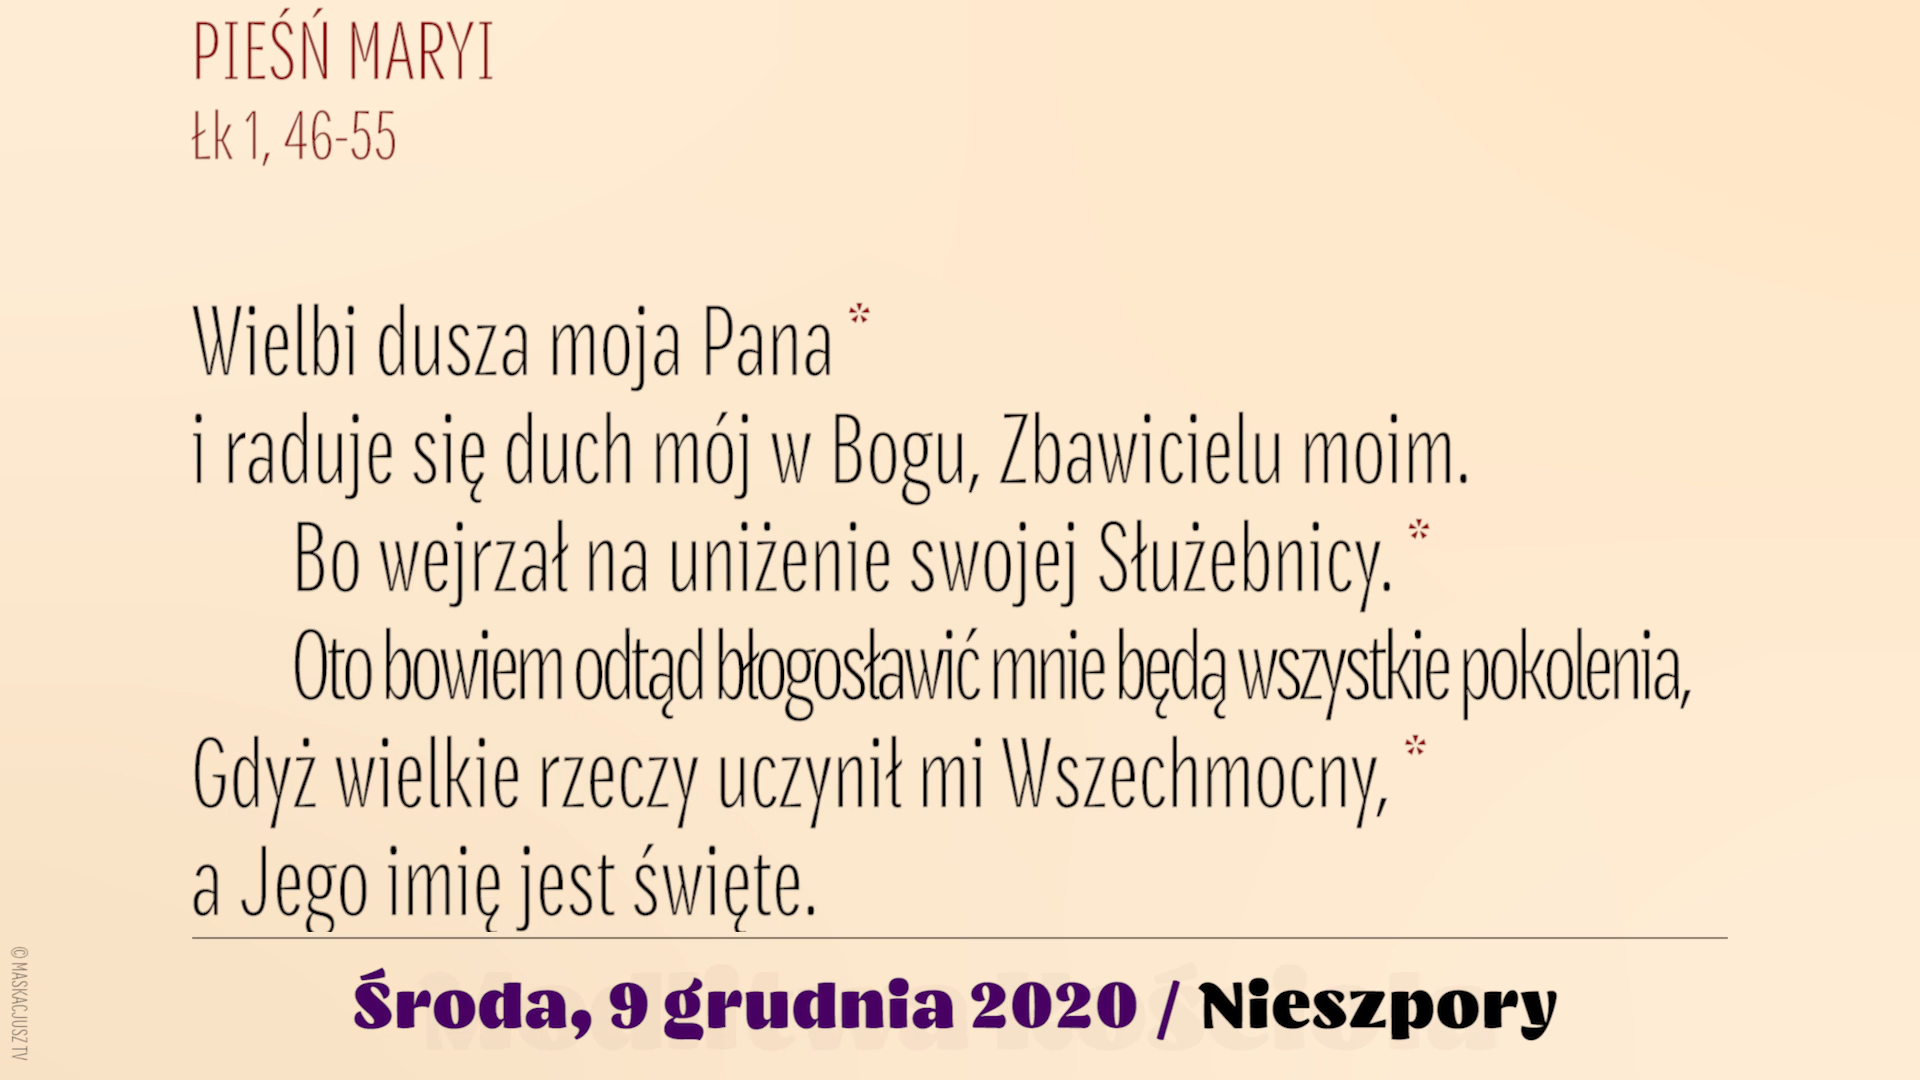 PIEŚŃ MARYI
Łk 1, 46-55
Wielbi dusza moja Pana *
i raduje się duch mój w Bogu, Zbawicielu moim.
Bo wejrzał na uniżenie swojej Służebnicy. *
Oto bowiem odtąd błogosławić mnie będą wszystkie pokolenia,
Gdyż wielkie rzeczy uczynił mi Wszechmocny, *
a Jego imię jest święte.
Środa, 9 grudnia 2020 / Nieszpory
© MASKACJUSZ TV